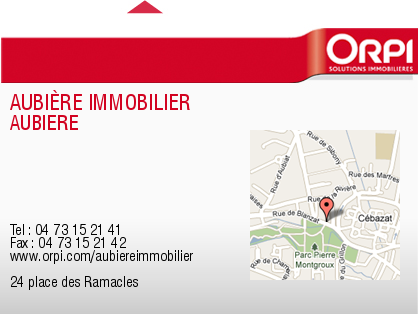 ORPI
SOLUTIONS IMMOBILIÈRES
AUBIÈRE IMMOBILIER
AUBIERE
Tel : 04 73 15 21 41
Fax : 04 73 15 21 42
www.orpi.com/aubiereimmobilier
24 place des Ramacles
Rue d'Aubiat
Rue de Sibony
Rue des Martres
Rivière
Rue de Blanzat
Cébazat
Parc Pierre
Montgroux